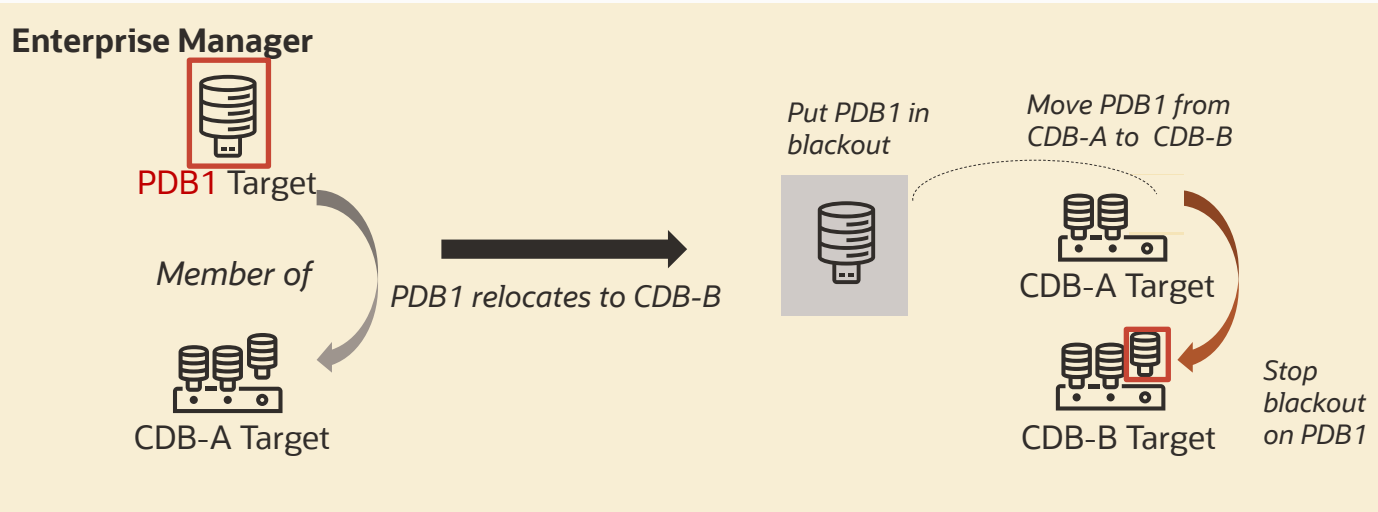 Enterprise Manager
PDB1 Target
Member of
CDB-A Target
PDB1 relocates to CDB-B
Put PDB1 in
blackout
Move PDB1 from
CDB-A to CDB-B
CDB-A Target
CDB-B Target
Stop
blackout
on PDB1